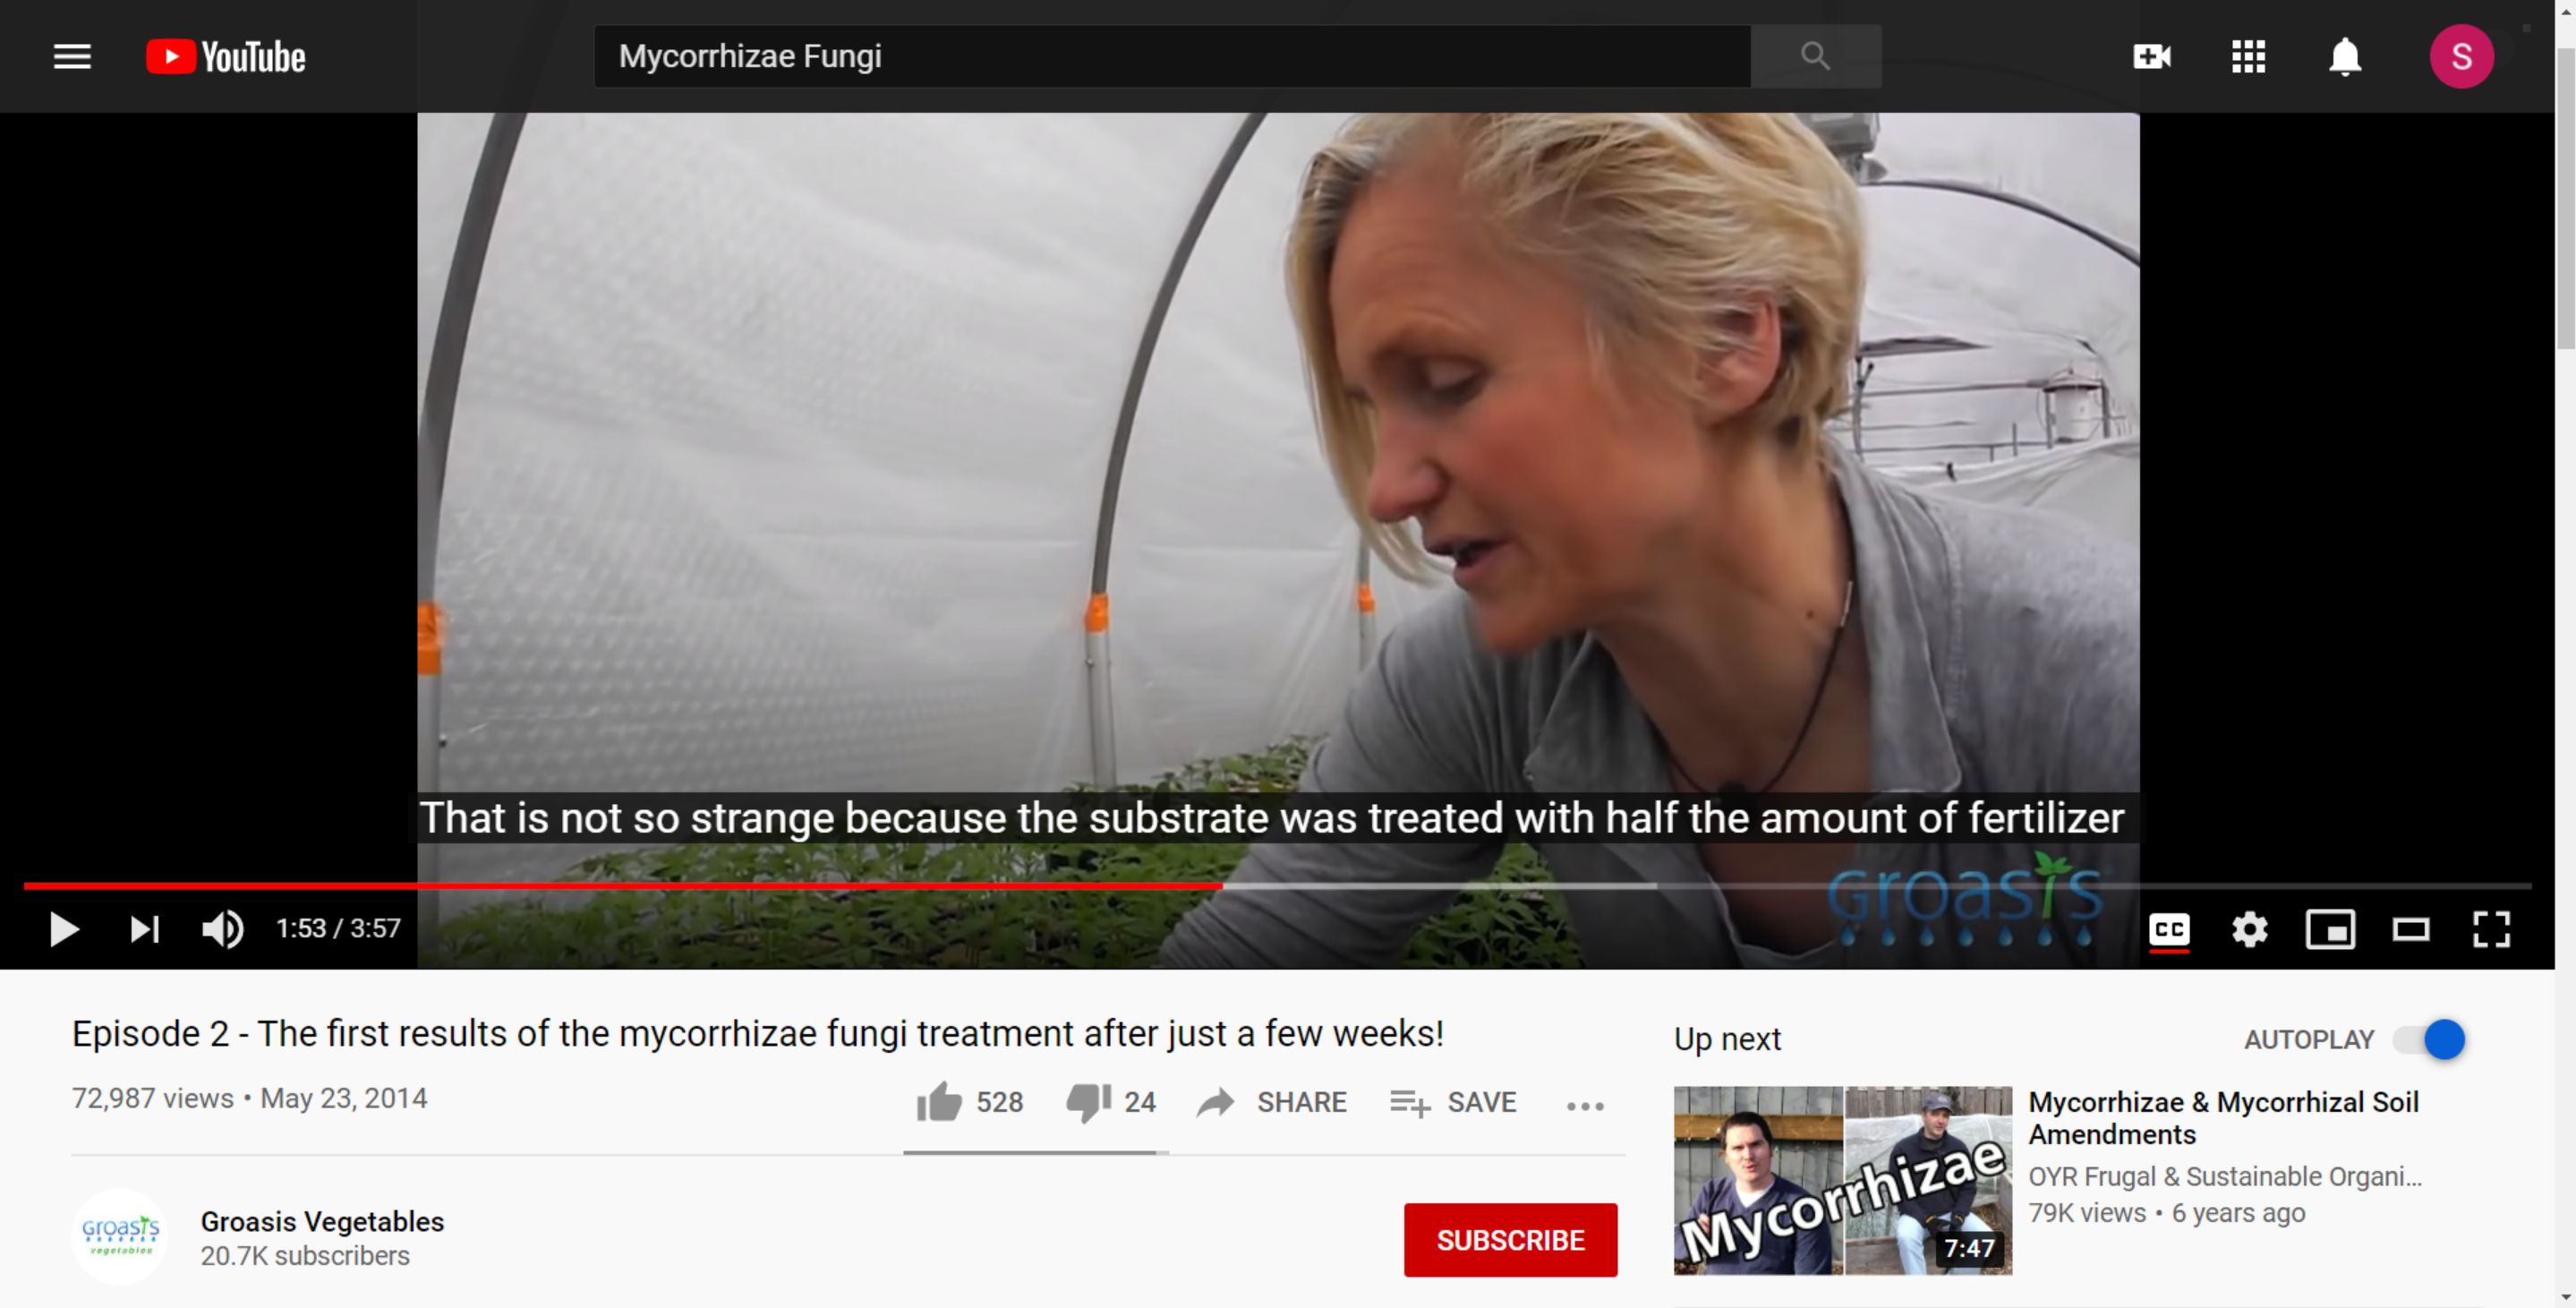 YouTube
Mycorrhizae Fungi
S
That is not so strange because the substrate was treated with half the amount of fertilizer
groasis
1:53 / 3:57
CC
Episode 2 - The first results of the mycorrhizae fungi treatment after just a few weeks!
72,987 views • May 23, 2014
528
24
SHARE
SAVE
groasis
vegetables
Groasis Vegetables
20.7K subscribers
SUBSCRIBE
Up next
AUTOPLAY
Mycorrhizae
7:47
Mycorrhizae & Mycorrhizal Soil
Amendments
OYR Frugal & Sustainable Organi...
79K views • 6 years ago